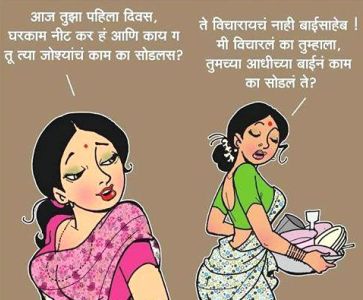 आज तुझा पहिला दिवस,
घरकाम नीट कर हं आणि काय ग
तू त्या जोश्यांचं काम का सोडलस?
ते विचारायचं नाही बाईसाहेब !
मी विचारलं का तुम्हाला,
तुमच्या आधीच्या बाईनं काम
का सोडलं ते?